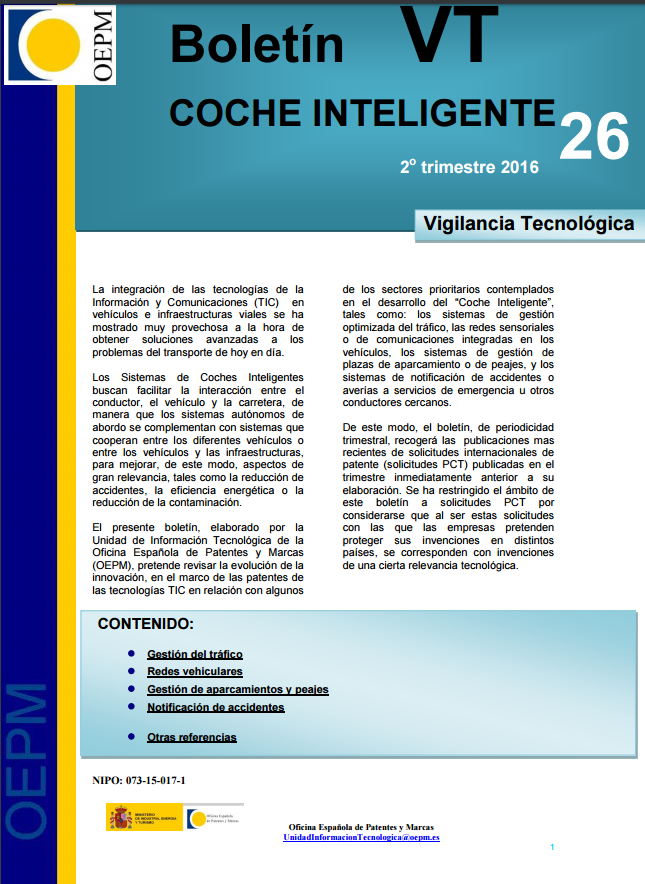 OEPM
Boletín VT
COCHE INTELIGENTE
26
2º trimestre 2016
Vigilancia Tecnológica
La integración de las tecnologías de la
Información y Comunicaciones (TIC) en
vehículos e infraestructuras viales se ha
mostrado muy provechosa a la hora de
obtener soluciones avanzadas a los
problemas del transporte de hoy en día.
Los Sistemas de Coches Inteligentes
buscan facilitar la interacción entre el
conductor, el vehículo y la carretera, de
manera que los sistemas autónomos de
abordo se complementan con sistemas que
cooperan entre los diferentes vehículos o
entre los vehículos y las infraestructuras,
para mejorar, de este modo, aspectos de
gran relevancia, tales como la reducción de
accidentes, la eficiencia energética o la
reducción de la contaminación.
El presente boletín, elaborado por la
Unidad de Información Tecnológica de la
Oficina Española de Patentes y Marcas
(OEPM), pretende revisar la evolución de la
innovación, en el marco de las patentes de
las tecnologías TIC en relación con algunos
de los sectores prioritarios contemplados
en el desarrollo del “Coche Inteligente”,
tales como: los sistemas de gestión
optimizada del tráfico, las redes sensoriales
o de comunicaciones integradas en los
vehículos, los sistemas de gestión de
plazas de aparcamiento o de peajes, y los
sistemas de notificación de accidentes o
averías a servicios de emergencia u otros
conductores cercanos.
De este modo, el boletín, de periodicidad
trimestral, recogerá las publicaciones mas
recientes de solicitudes internacionales de
patente (solicitudes PCT) publicadas en el
trimestre inmediatamente anterior a su
elaboración. Se ha restringido el ámbito de
este boletín a solicitudes PCT por
considerarse que al ser estas solicitudes
con las que las empresas pretenden
proteger sus invenciones en distintos
países, se corresponden con invenciones
de una cierta relevancia tecnológica.
CONTENIDO:
● Gestión del tráfico
● Redes vehiculares
● Gestión de aparcamientos y peajes
● Notificación de accidentes
● Otras referencias
OEPM
NIPO: 073-15-017-1
MINISTERIO
DE INDUSTRIA, ENERGÍA
Y TURISMO
Oficina Española
de Patentes y Marcas
Oficina Española de Patentes y Marcas
UnidadInformacionTecnologica@oepm.es
1